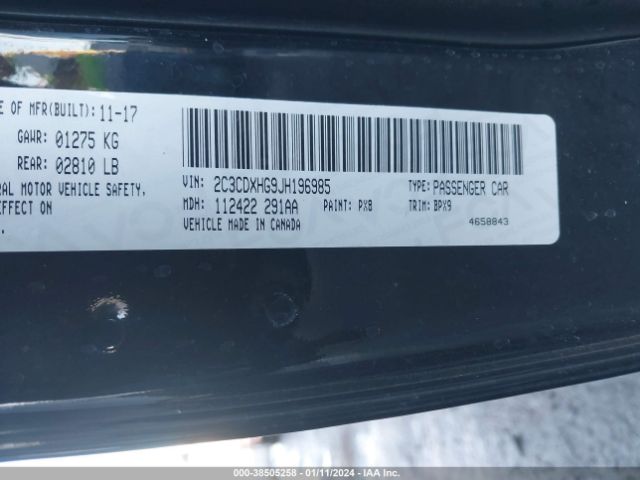 E OF MFR(BUILT): 11-17
GAWR: 01275 KG
REAR: 02810 LB
RAL MOTOR VEHICLE SAFETY,
EFFECT ON
VIN: 2C3CDXHG9JH196985
TYPE: PASSENGER CAR
MDH: 112422 291AA
PAINT: PX8
TRIM: BPX9
VEHICLE MADE IN CANADA
4658843
000-38505258 - 01/11/2024 - IAA Inc.